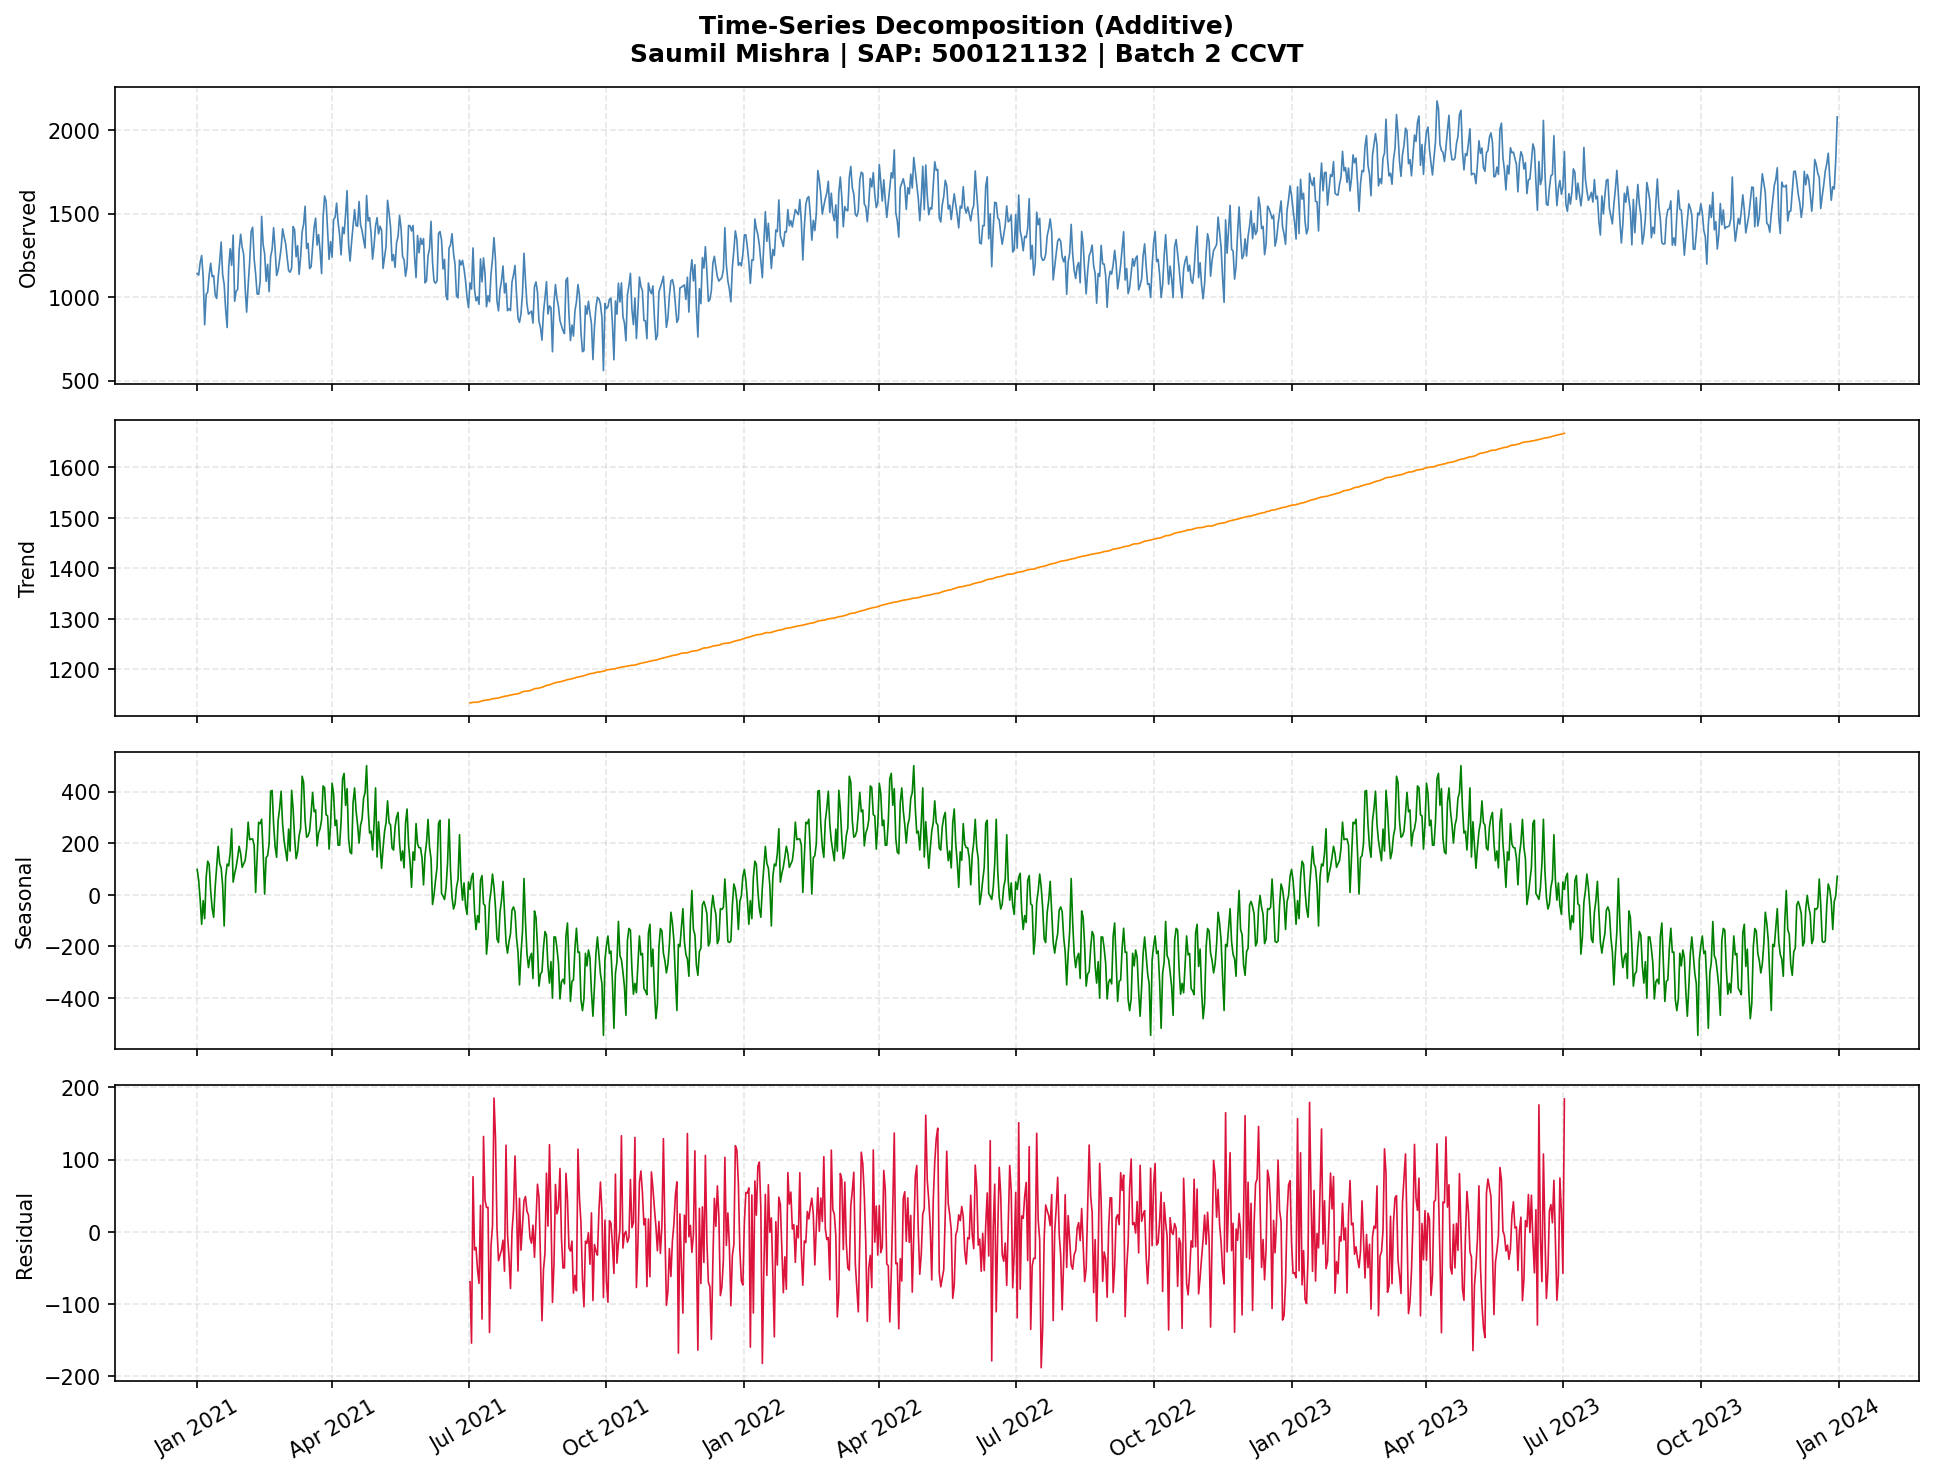 Time-Series Decomposition (Additive)
Saumil Mishra | SAP: 500121132 | Batch 2 CCVT
Observed
2000
1500
1000
500
Trend
1600
1500
1400
1300
1200
Seasonal
400
200
0
−200
−400
Residual
200
100
0
−100
−200
Jan 2021
Apr 2021
Jul 2021
Oct 2021
Jan 2022
Apr 2022
Jul 2022
Oct 2022
Jan 2023
Apr 2023
Jul 2023
Oct 2023
Jan 2024